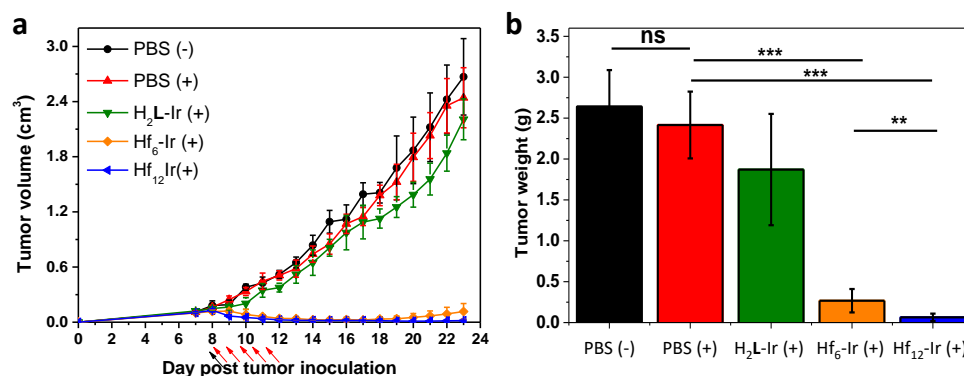 a
Tumor volume (cm³)
3.0
2.4
1.8
1.2
0.6
0.0
PBS (-)
PBS (+)
H₂L-Ir (+)
Hf₆-Ir (+)
Hf₁₂Ir(+)
0 2 4 6 8 10 12 14 16 18 20 22 24
Day post tumor inoculation
b
Tumor weight (g)
3.5
3.0
2.5
2.0
1.5
1.0
0.5
0.0
ns
***
***
**
PBS (-) PBS (+) H₂L-Ir (+) Hf₆-Ir (+) Hf₁₂-Ir (+)